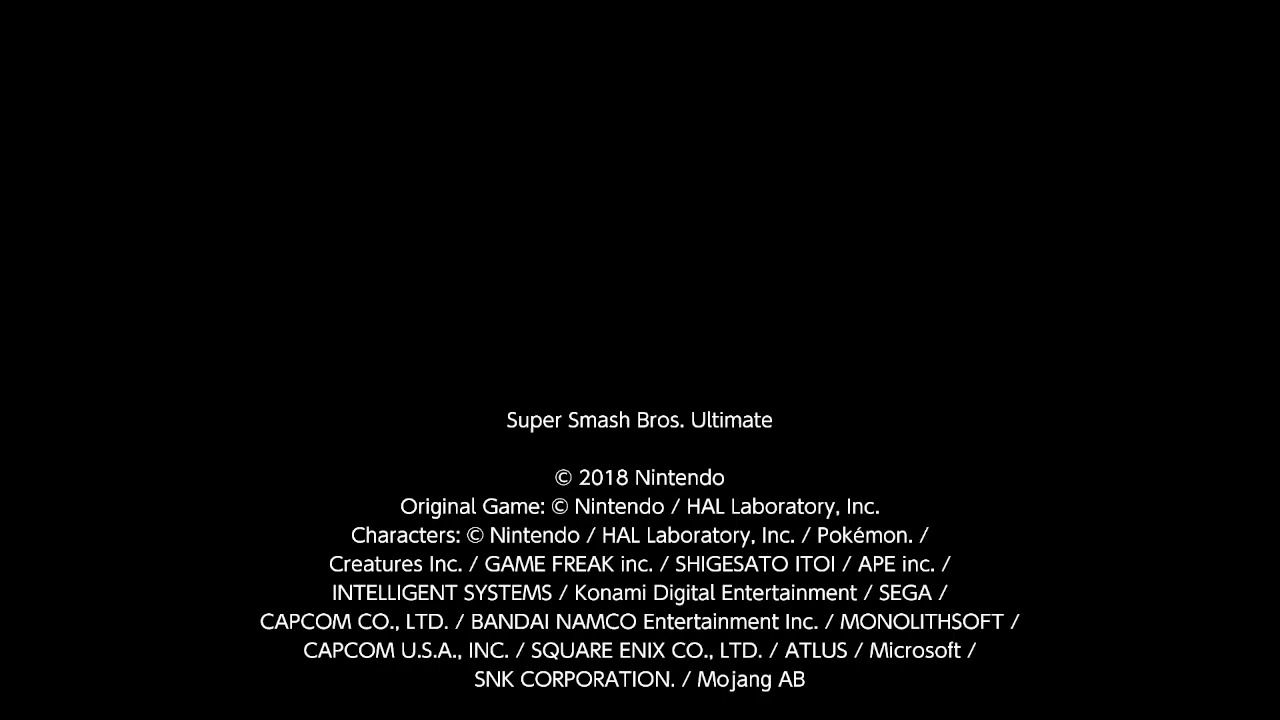 Super Smash Bros. Ultimate
© 2018 Nintendo
Original Game: © Nintendo / HAL Laboratory, Inc.
Characters: © Nintendo / HAL Laboratory, Inc. / Pokémon. /
Creatures Inc. / GAME FREAK inc. / SHIGESATO ITOI / APE inc. /
INTELLIGENT SYSTEMS / Konami Digital Entertainment / SEGA /
CAPCOM CO., LTD. / BANDAI NAMCO Entertainment Inc. / MONOLITHSOFT /
CAPCOM U.S.A., INC. / SQUARE ENIX CO., LTD. / ATLUS / Microsoft /
SNK CORPORATION. / Mojang AB